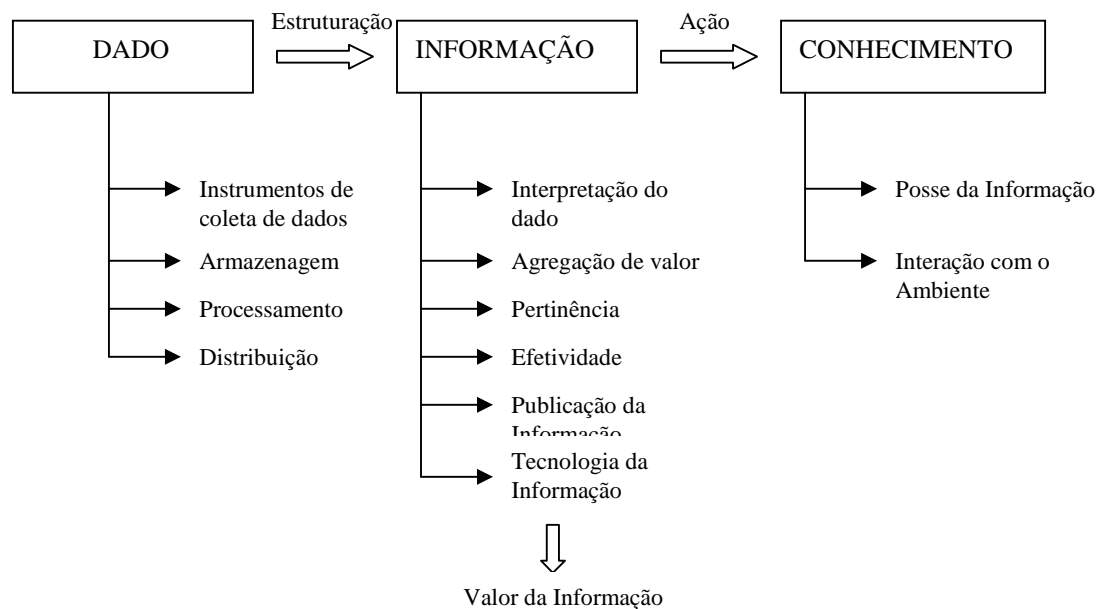 Estruturação
Ação
DADO
INFORMAÇÃO
CONHECIMENTO
Instrumentos de
coleta de dados
Armazenagem
Processamento
Distribuição
Interpretação do
dado
Agregação de valor
Pertinência
Efetividade
Publicação da
Informação
Tecnologia da
Informação
Valor da Informação
Posse da Informação
Interação com o
Ambiente